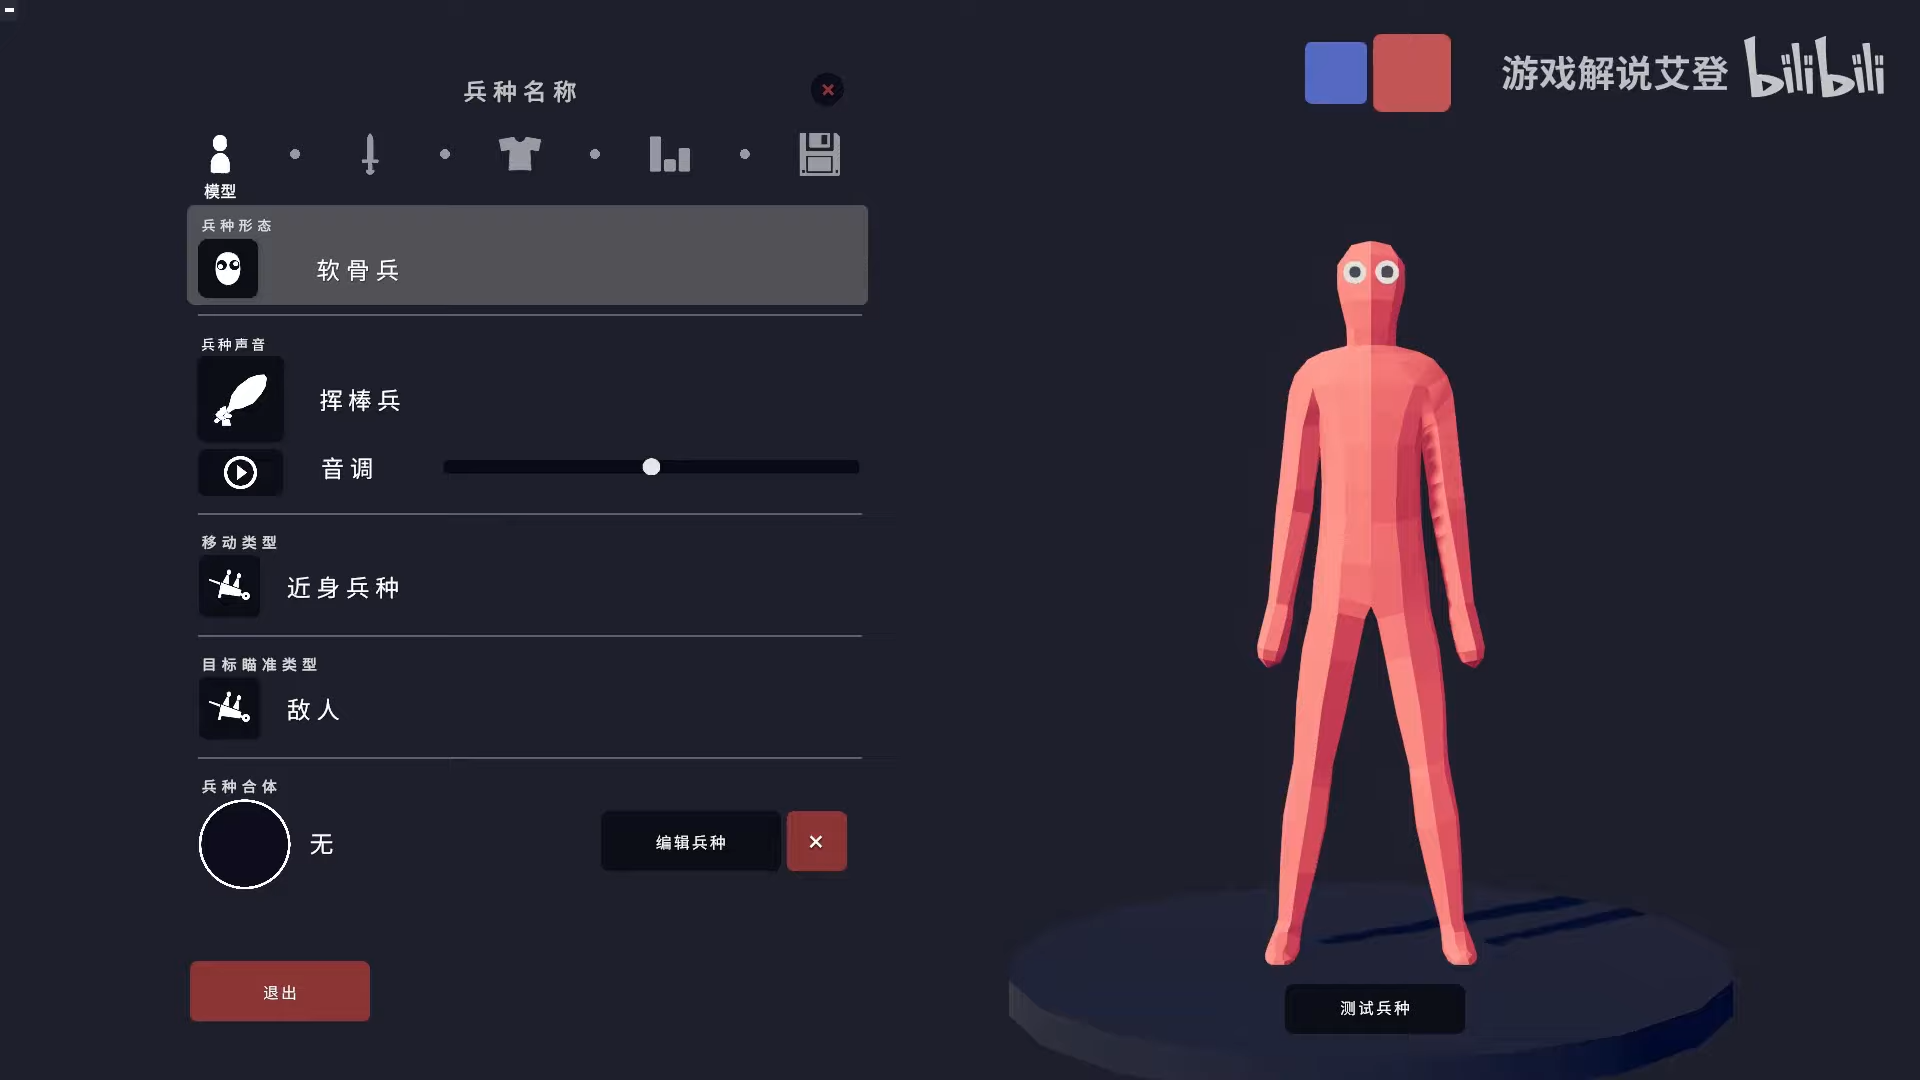 兵种名称
游戏解说艾登 bilibili
模型
兵种形态
软骨兵
兵种声音
挥棒兵
音调
移动类型
近身兵种
目标瞄准类型
敌人
兵种合体
无
编辑兵种
退出
测试兵种